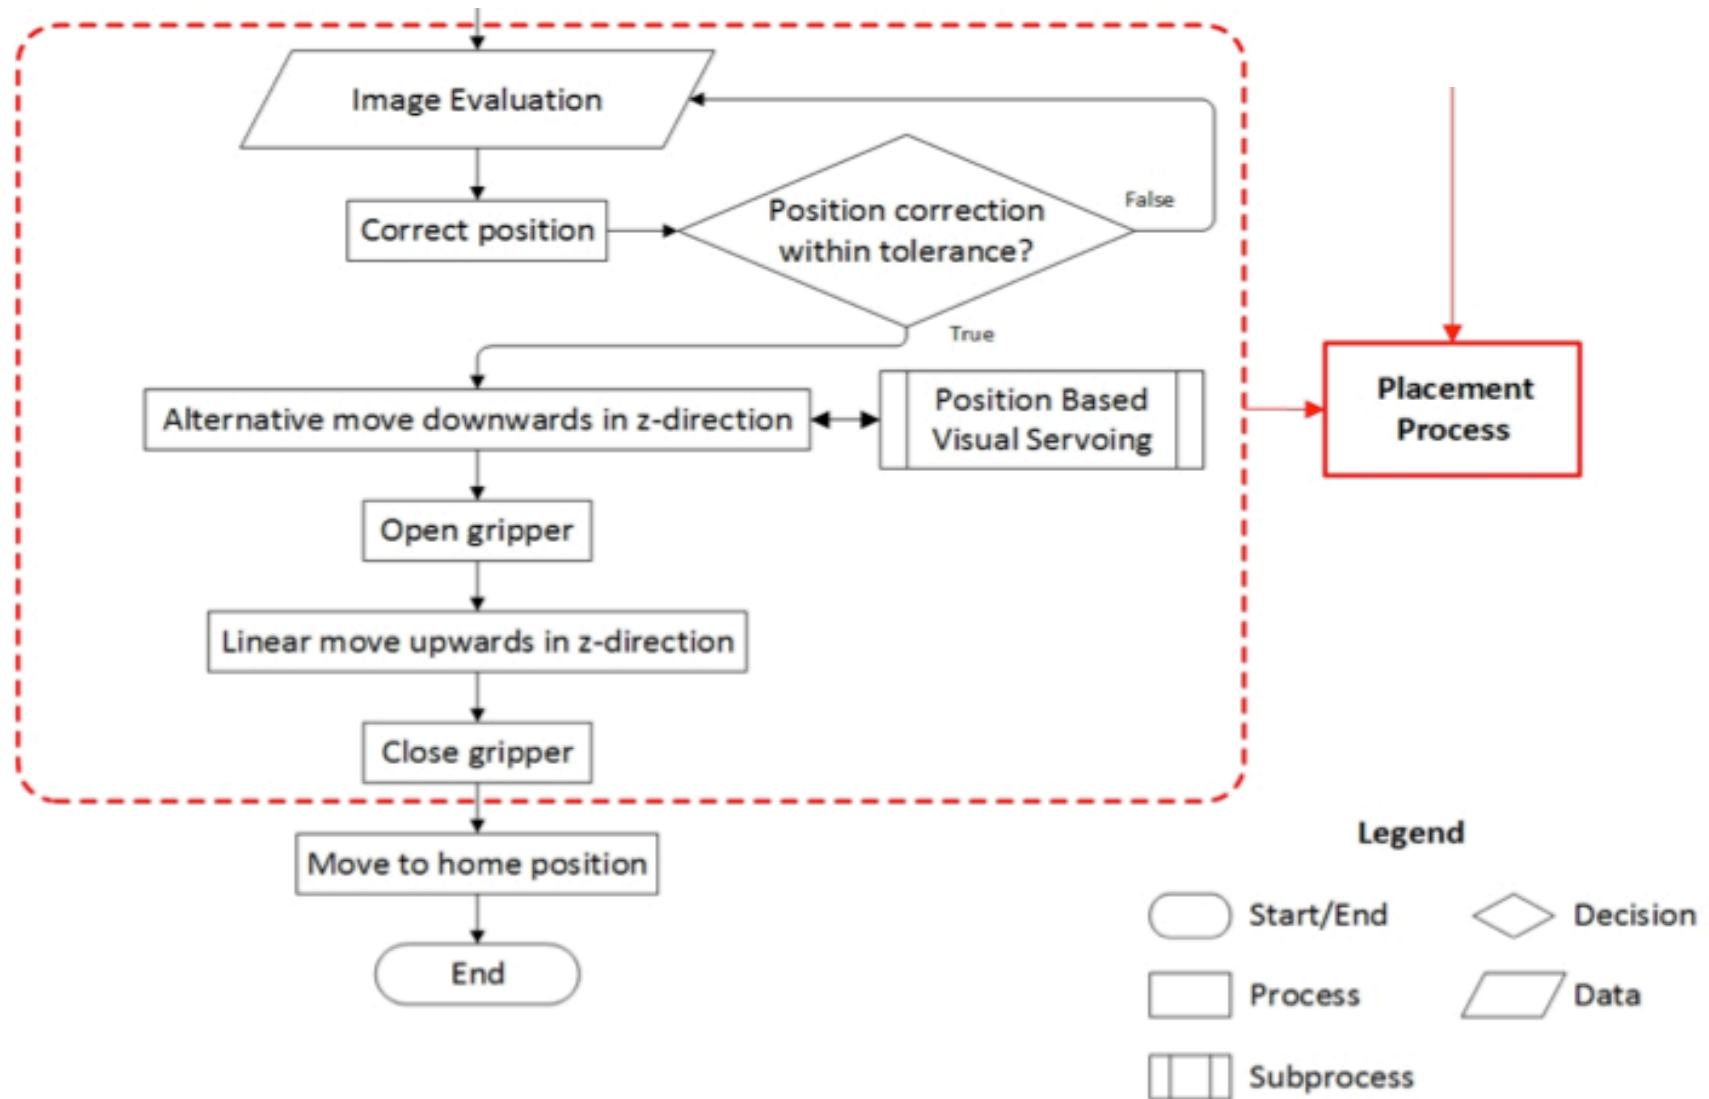 Image Evaluation
Correct position
Position correction
within tolerance?
False
True
Alternative move downwards in z-direction
Position Based
Visual Servoing
Placement
Process
Open gripper
Linear move upwards in z-direction
Close gripper
Move to home position
End
Legend
Start/End
Decision
Process
Data
Subprocess